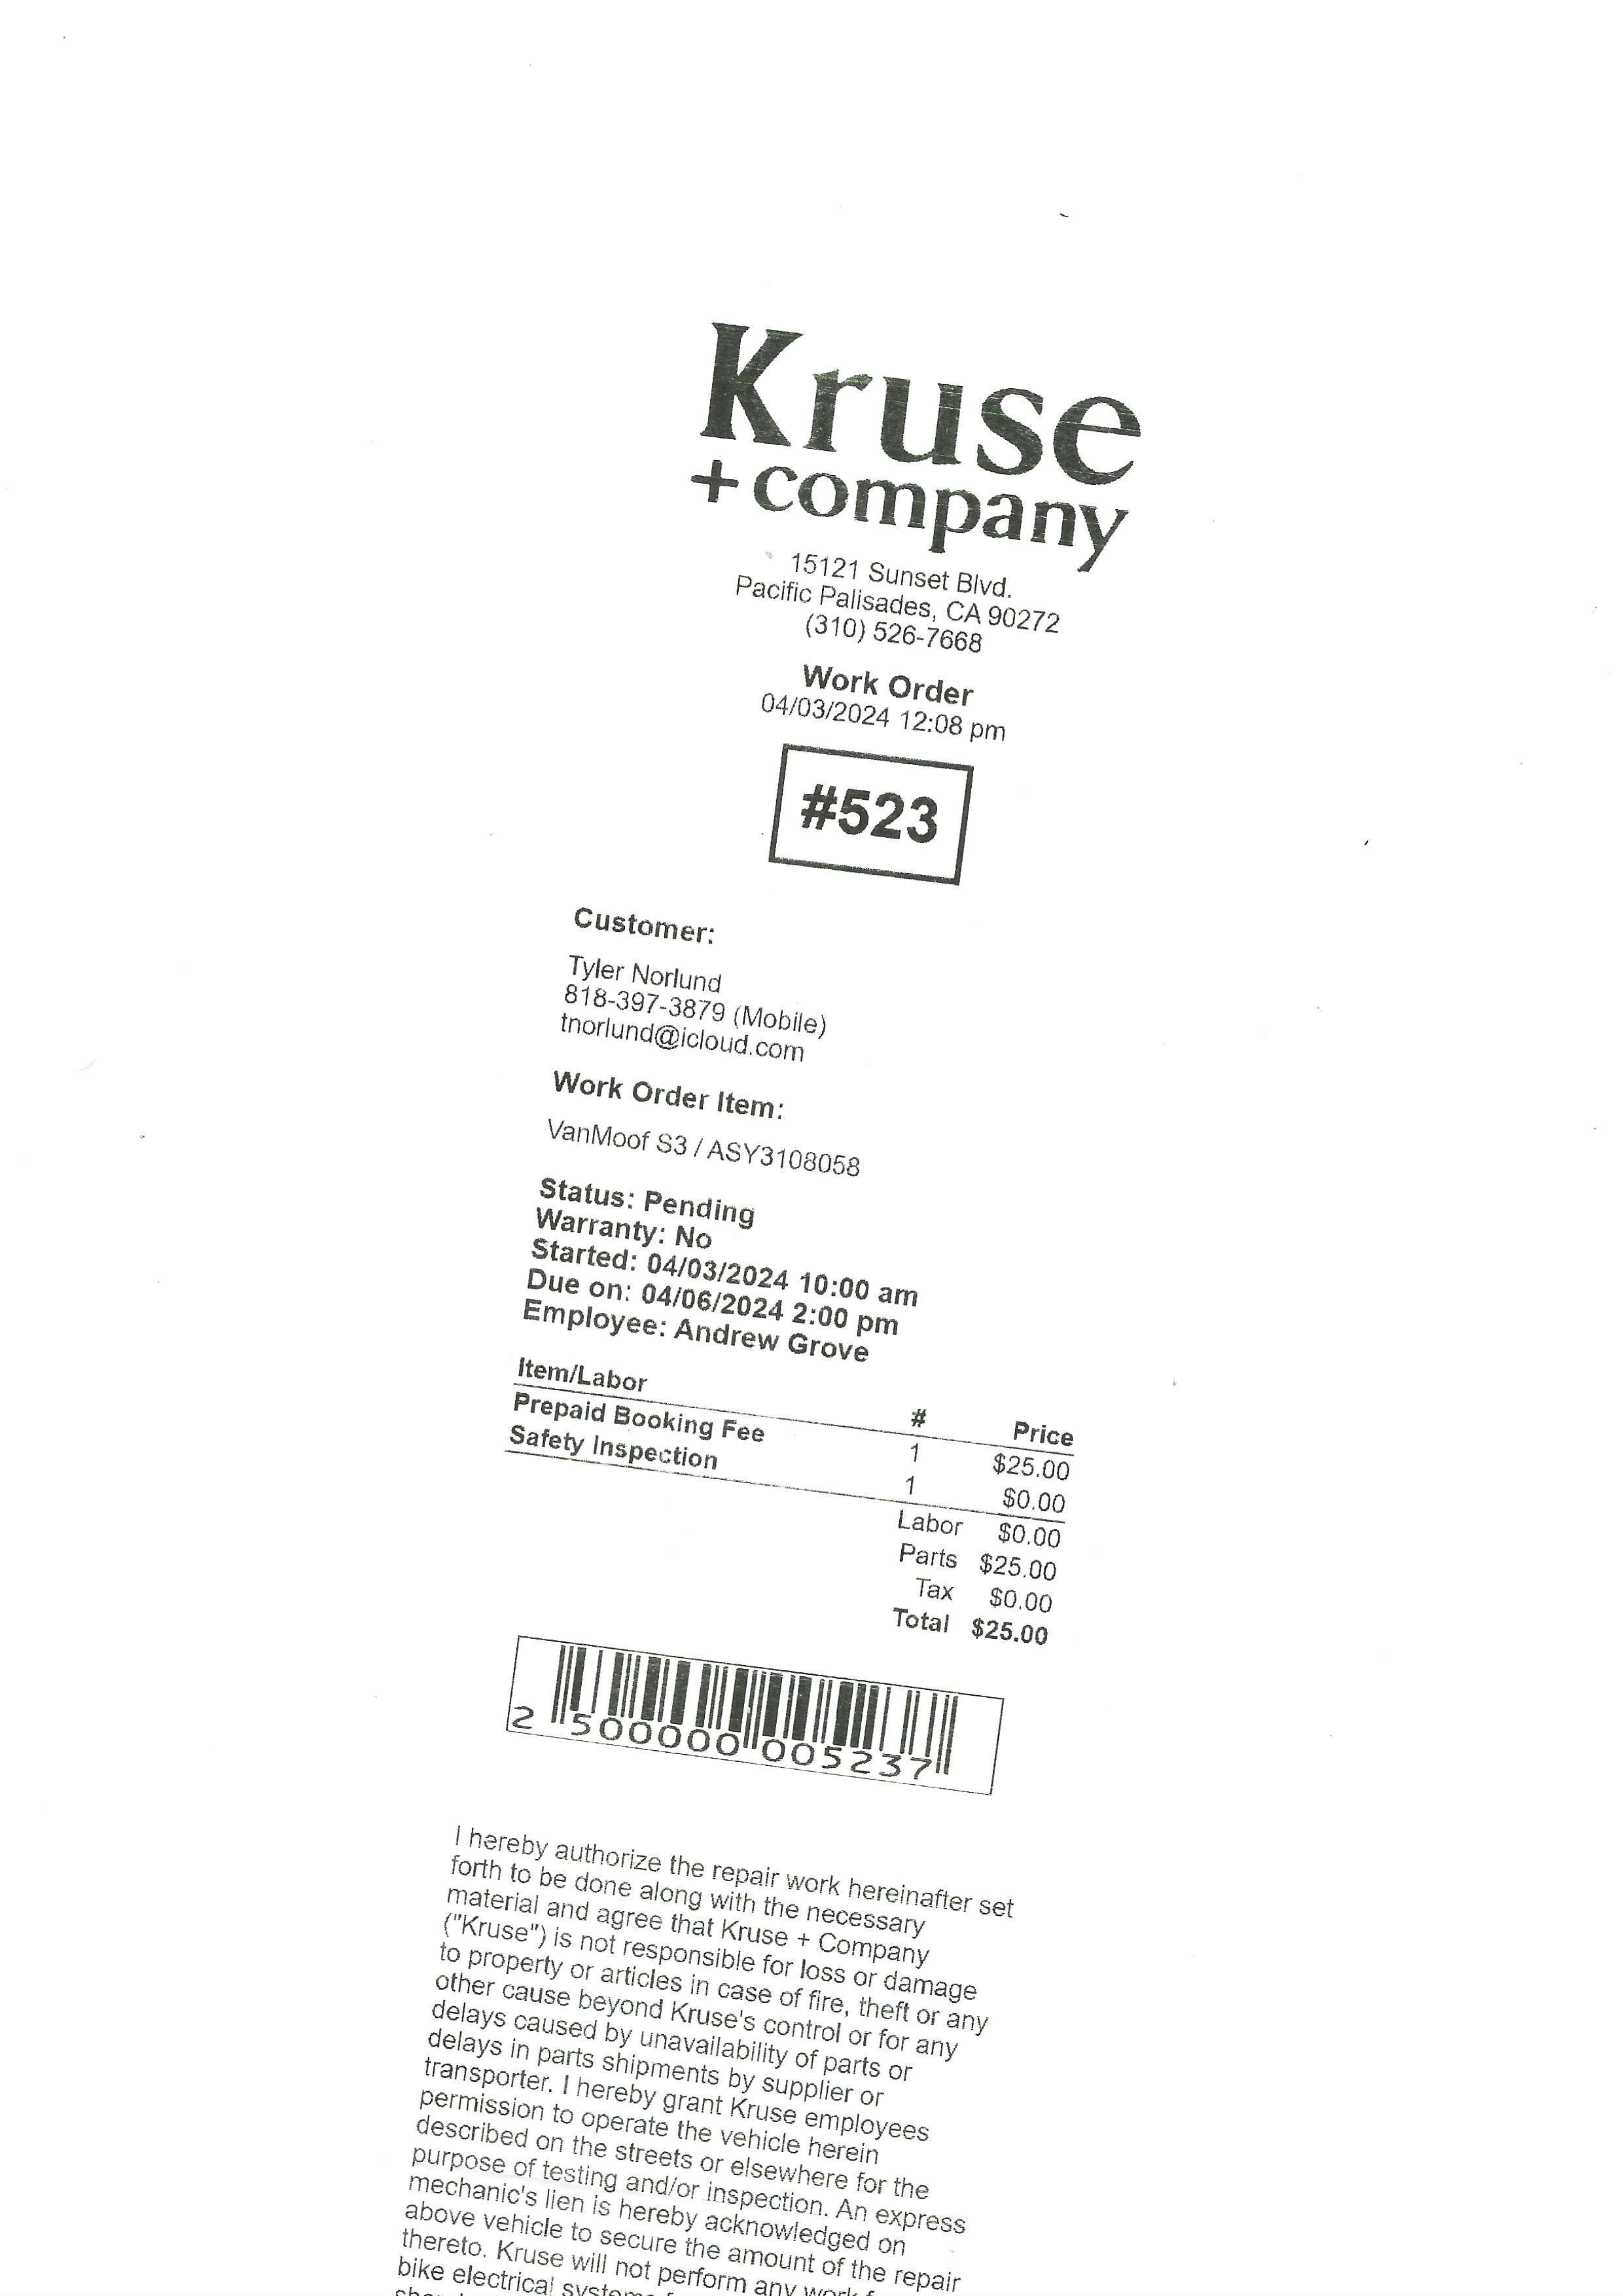 Kruse
+company
15121 Sunset Blvd.
Pacific Palisades, CA 90272
(310) 526-7668
Work Order
04/03/2024 12:08 pm
#523
Customer:
Tyler Norlund
818-397-3879 (Mobile)
tnorlund@icloud.com
Work Order Item:
VanMoof S3 / ASY3108058
Status: Pending
Warranty: No
Started: 04/03/2024 10:00 am
Due on: 04/06/2024 2:00 pm
Employee: Andrew Grove
Item/Labor # Price
Prepaid Booking Fee 1 $25.00
Safety Inspection 1 $0.00
Labor $0.00
Parts $25.00
Tax $0.00
Total $25.00
2 500000 005237
I hereby authorize the repair work hereinafter set
forth to be done along with the necessary
material and agree that Kruse + Company
("Kruse") is not responsible for loss or damage
to property or articles in case of fire, theft or any
other cause beyond Kruse's control or for any
delays caused by unavailability of parts or
delays in parts shipments by supplier or
transporter. I hereby grant Kruse employees
permission to operate the vehicle herein
described on the streets or elsewhere for the
purpose of testing and/or inspection. An express
mechanic's lien is hereby acknowledged on
above vehicle to secure the amount of the repair
thereto. Kruse will not perform any work
bike electrical